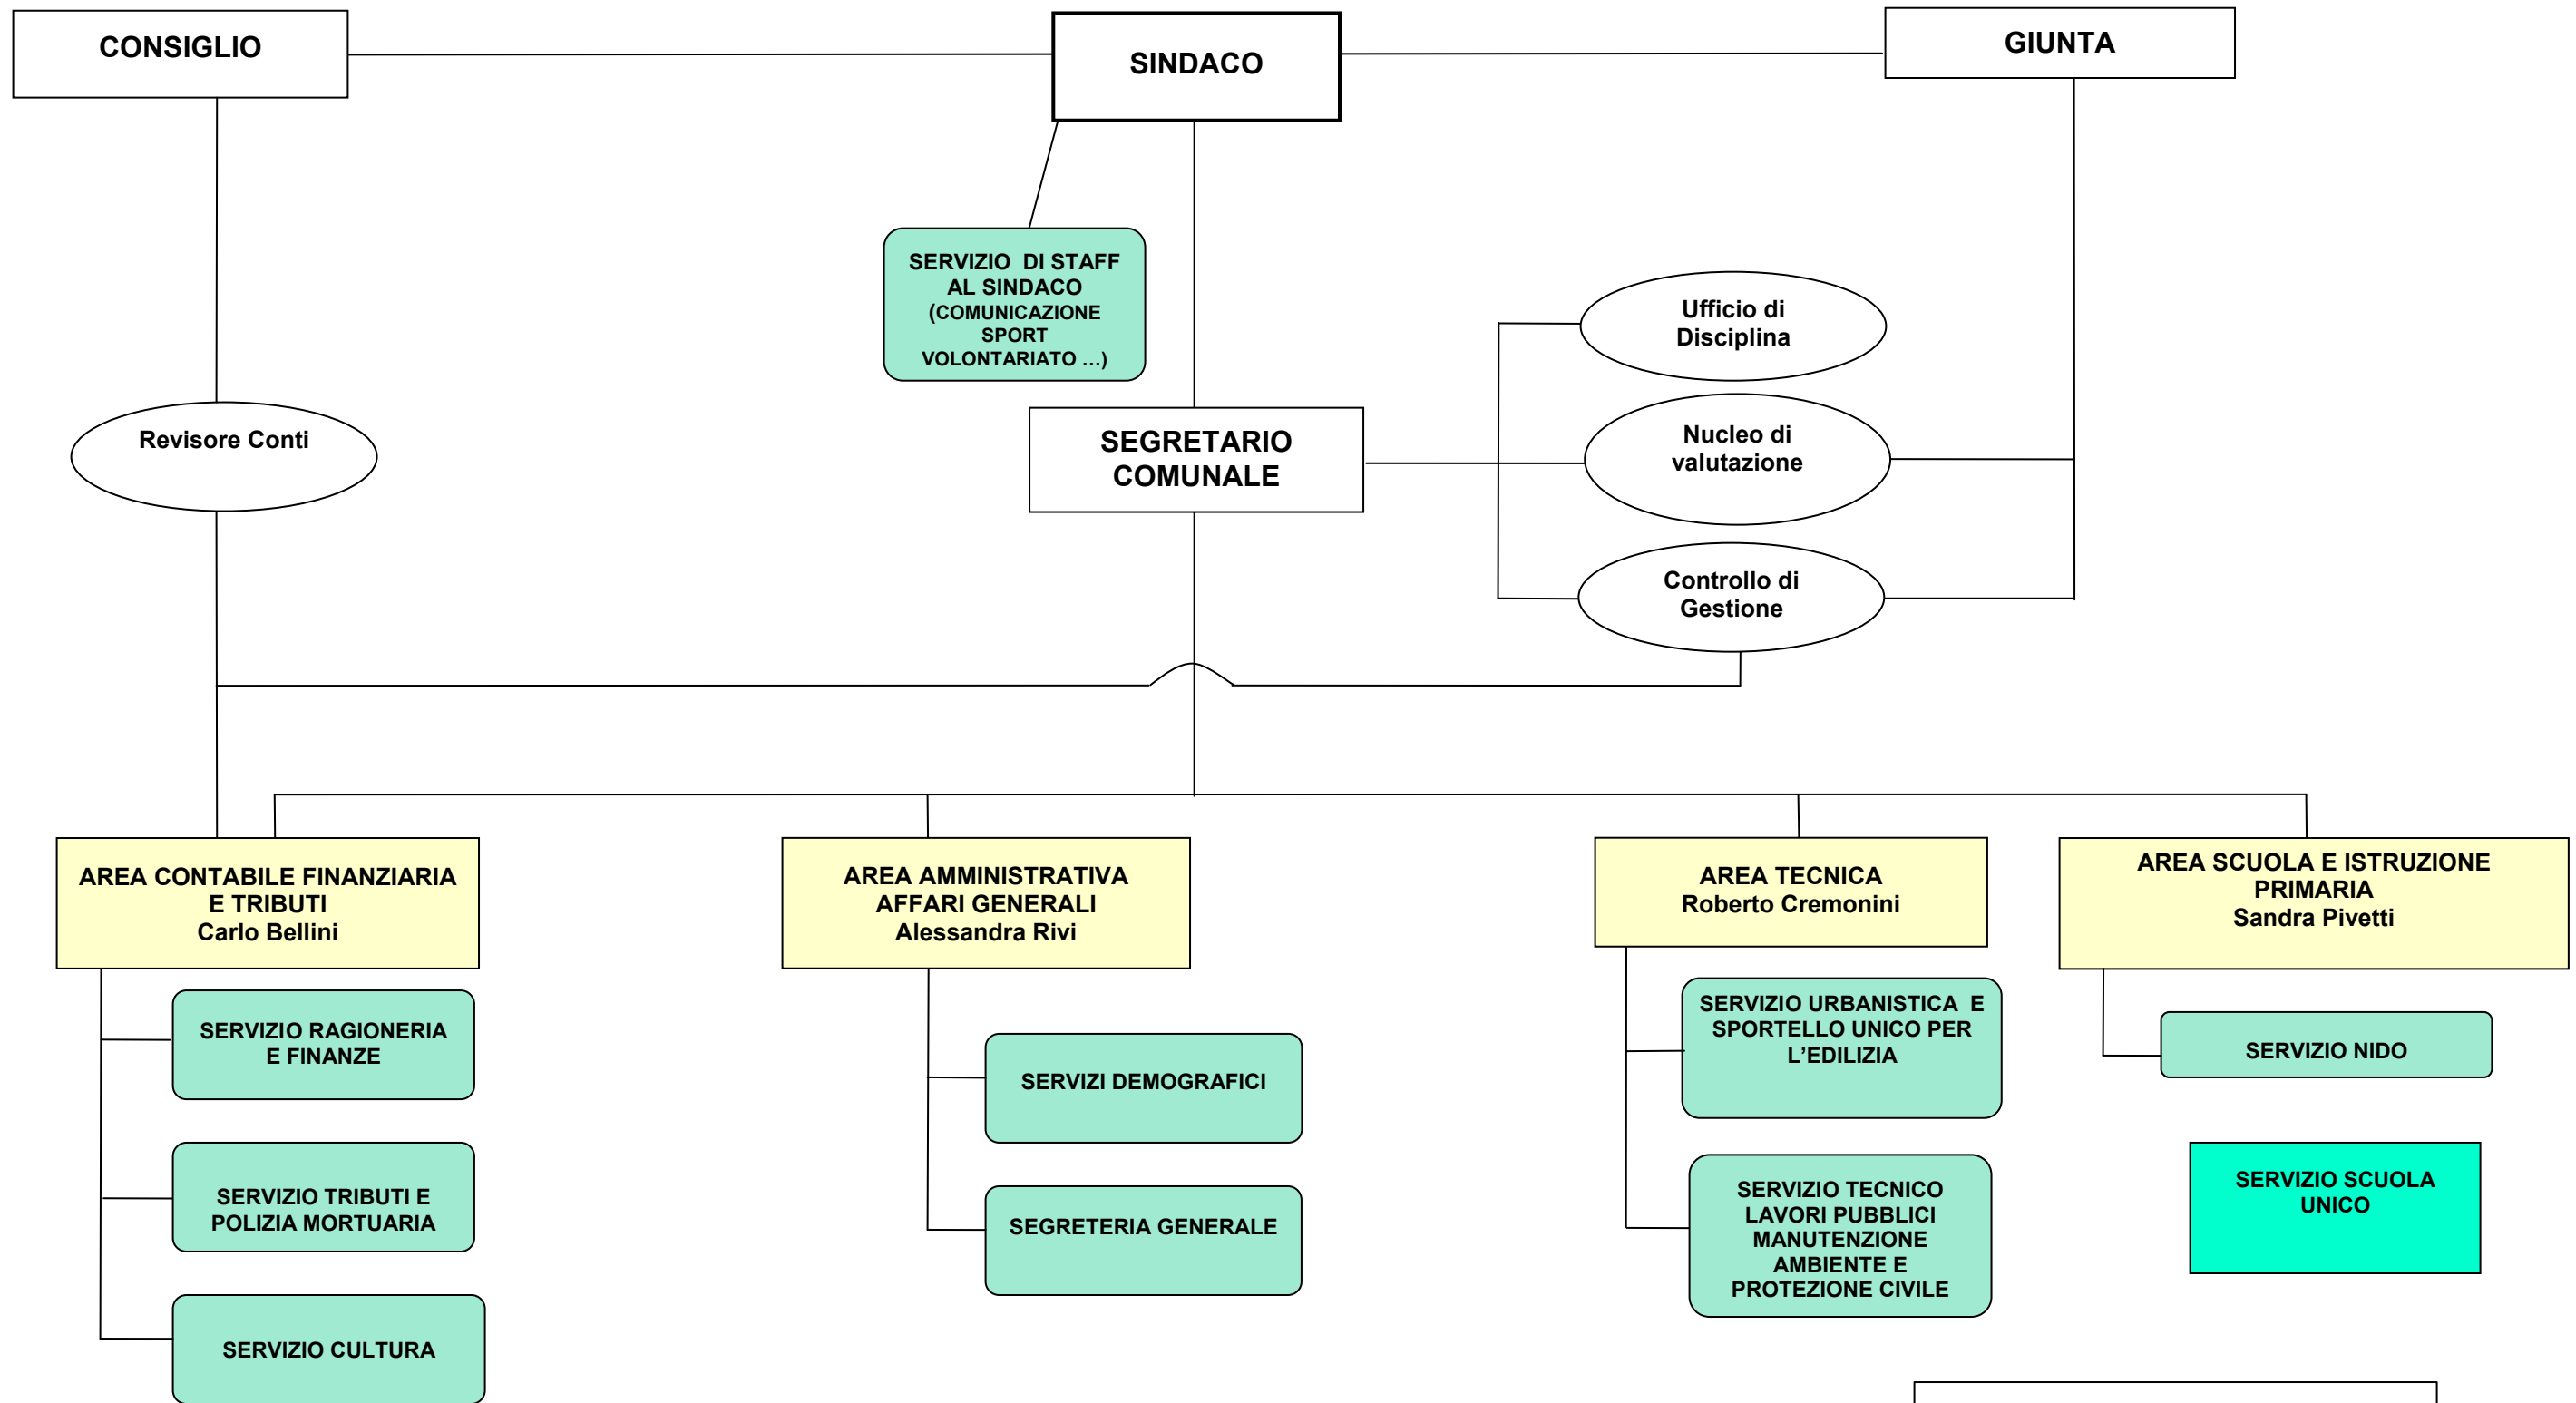 CONSIGLIO
SINDACO
GIUNTA
SERVIZIO DI STAFF
AL SINDACO
(COMUNICAZIONE
SPORT
VOLONTARIATO …)
Ufficio di
Disciplina
Revisore Conti
SEGRETARIO
COMUNALE
Nucleo di
valutazione
Controllo di
Gestione
AREA CONTABILE FINANZIARIA
E TRIBUTI
Carlo Bellini
AREA AMMINISTRATIVA
AFFARI GENERALI
Alessandra Rivi
AREA TECNICA
Roberto Cremonini
AREA SCUOLA E ISTRUZIONE
PRIMARIA
Sandra Pivetti
SERVIZIO RAGIONERIA
E FINANZE
SERVIZIO TRIBUTI E
POLIZIA MORTUARIA
SERVIZIO CULTURA
SERVIZI DEMOGRAFICI
SEGRETERIA GENERALE
SERVIZIO URBANISTICA E
SPORTELLO UNICO PER
L’EDILIZIA
SERVIZIO TECNICO
LAVORI PUBBLICI
MANUTENZIONE
AMBIENTE E
PROTEZIONE CIVILE
SERVIZIO NIDO
SERVIZIO SCUOLA
UNICO